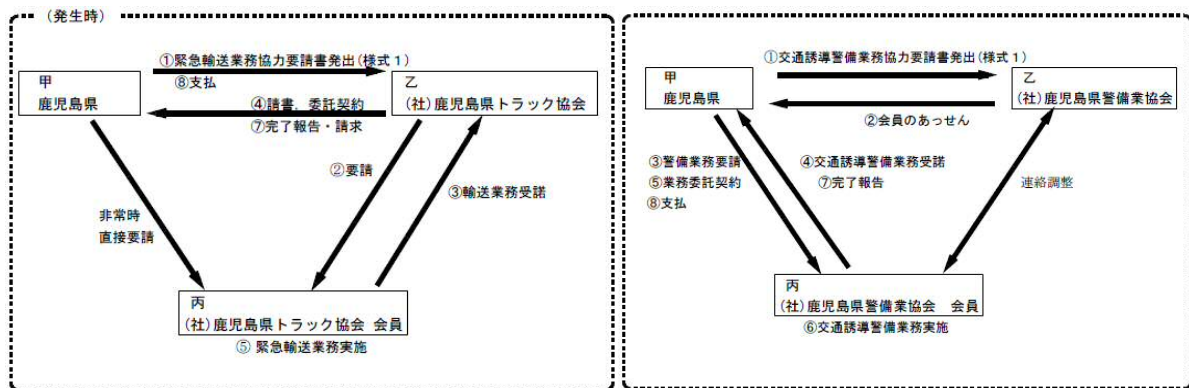 (発生時)
①緊急輸送業務協力要請書発出(様式1)
⑧支払
甲
鹿児島県
乙
(社)鹿児島県トラック協会
④請書、委託契約
⑦完了報告・請求
②要請
③輸送業務受諾
非常時
直接要請
丙
(社)鹿児島県トラック協会 会員
⑤ 緊急輸送業務実施
①交通誘導警備業務協力要請書発出(様式1)
甲
鹿児島県
乙
(社)鹿児島県警備業協会
②会員のあっせん
③警備業務要請
⑤業務委託契約
⑧支払
④交通誘導警備業務受諾
⑦完了報告
連絡調整
丙
(社)鹿児島県警備業協会 会員
⑥交通誘導警備業務実施